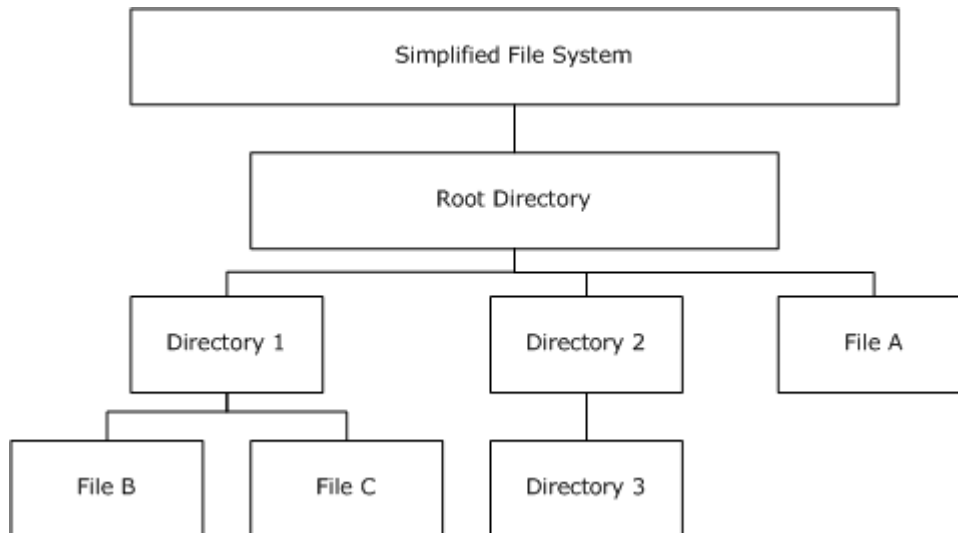 Simplified File System
Root Directory
Directory 1
Directory 2
File A
File B
File C
Directory 3